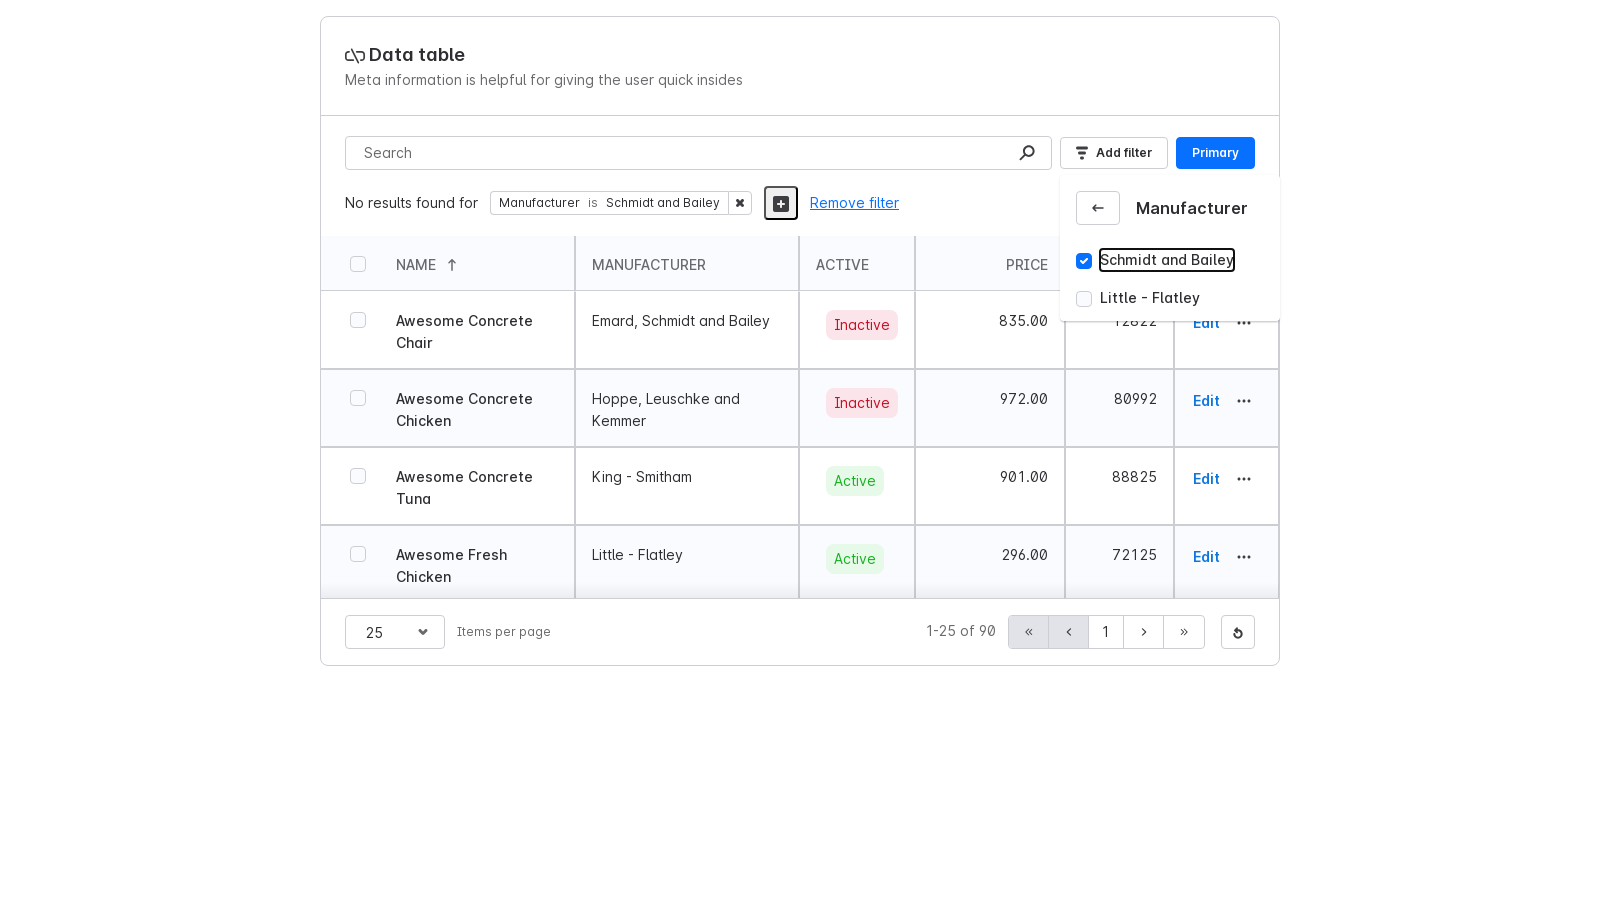 Data table
Meta information is helpful for giving the user quick insides
Search
Add filter
Primary
No results found for
Manufacturer is Schmidt and Bailey
Remove filter
Manufacturer
Schmidt and Bailey
Little - Flatley
NAME
MANUFACTURER
ACTIVE
PRICE
Awesome Concrete
Chair
Emard, Schmidt and Bailey
Inactive
835.00
12822
Edit
Awesome Concrete
Chicken
Hoppe, Leuschke and
Kemmer
Inactive
972.00
80992
Edit
Awesome Concrete
Tuna
King - Smitham
Active
901.00
88825
Edit
Awesome Fresh
Chicken
Little - Flatley
Active
296.00
72125
Edit
25
Items per page
1-25 of 90
« ‹ 1 › »